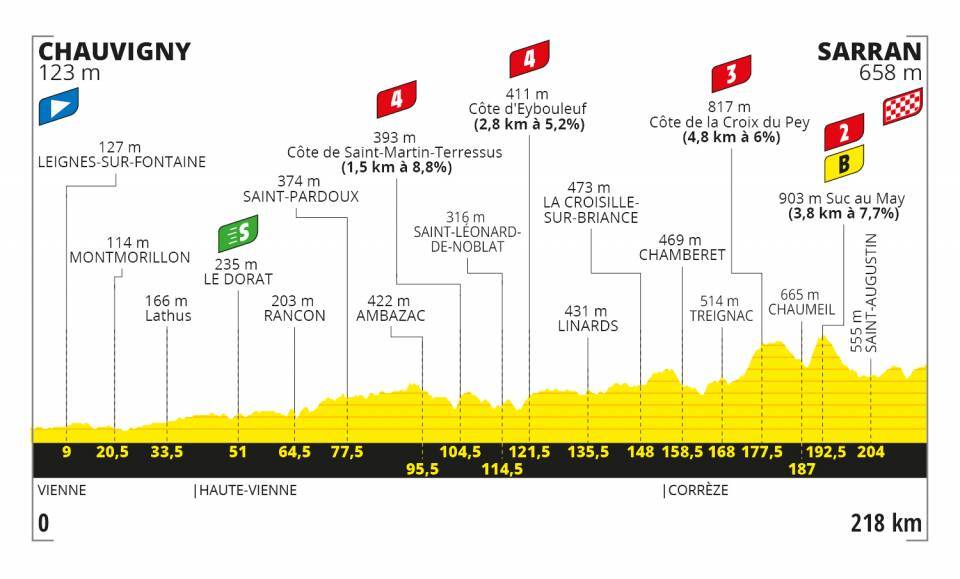 CHAUVIGNY
123 m
SARRAN
658 m
127 m
LEIGNES-SUR-FONTAINE
114 m
MONTMORILLON
166 m
Lathus
S
235 m
LE DORAT
203 m
RANCON
374 m
SAINT-PARDOUX
422 m
AMBAZAC
4
393 m
Côte de Saint-Martin-Terressus
(1,5 km à 8,8%)
316 m
SAINT-LÉONARD-
DE-NOBLAT
4
411 m
Côte d'Eybouleuf
(2,8 km à 5,2%)
431 m
LINARDS
473 m
LA CROISILLE-
SUR-BRIANCE
469 m
CHAMBERET
514 m
TREIGNAC
3
817 m
Côte de la Croix du Pey
(4,8 km à 6%)
665 m
CHAUMEIL
2
B
903 m Suc au May
(3,8 km à 7,7%)
555 m
SAINT-AUGUSTIN
9 20,5 33,5 51 64,5 77,5 104,5 121,5 135,5 148 158,5 168 177,5 192,5 204
95,5 114,5 187
VIENNE |HAUTE-VIENNE |CORRÈZE
0 218 km